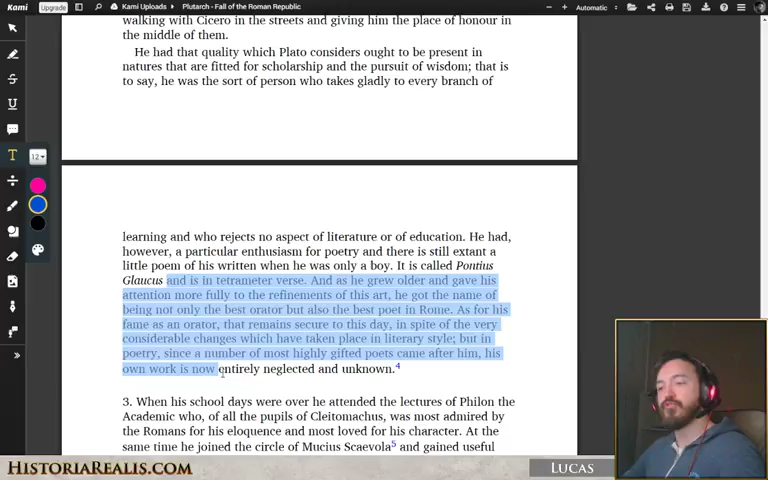 Kami
Upgrade
Kami Uploads > Plutarch - Fall of the Roman Republic
Automatic
walking with Cicero in the streets and giving him the place of honour in
the middle of them.
He had that quality which Plato considers ought to be present in
natures that are fitted for scholarship and the pursuit of wisdom; that is
to say, he was the sort of person who takes gladly to every branch of
12
T
learning and who rejects no aspect of literature or of education. He had,
however, a particular enthusiasm for poetry and there is still extant a
little poem of his written when he was only a boy. It is called Pontius
Glaucus and is in tetrameter verse. And as he grew older and gave his
attention more fully to the refinements of this art, he got the name of
being not only the best orator but also the best poet in Rome. As for his
fame as an orator, that remains secure to this day, in spite of the very
considerable changes which have taken place in literary style; but in
poetry, since a number of most highly gifted poets came after him, his
own work is now entirely neglected and unknown.4
3. When his school days were over he attended the lectures of Philon the
Academic who, of all the pupils of Cleitomachus, was most admired by
the Romans for his eloquence and most loved for his character. At the
same time he joined the circle of Mucius Scaevola5 and gained useful
HISTORIAREALIS.COM
LUCAS